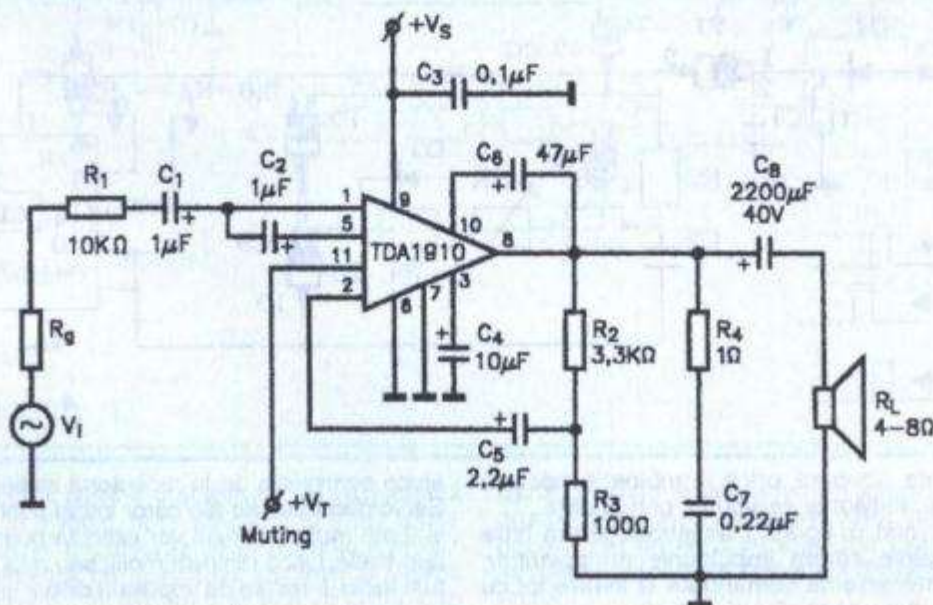 +VS
C3
0,1µF
C6
47µF
C8
2200µF
40V
R1
10KΩ
C1
1µF
C2
1µF
1
5
11
2
9
10
8
TDA1910
6
7
3
C4
10µF
R2
3,3KΩ
R4
1Ω
RL
4-8Ω
Rg
Vi
C5
2,2µF
+VT
Muting
R3
100Ω
C7
0,22µF